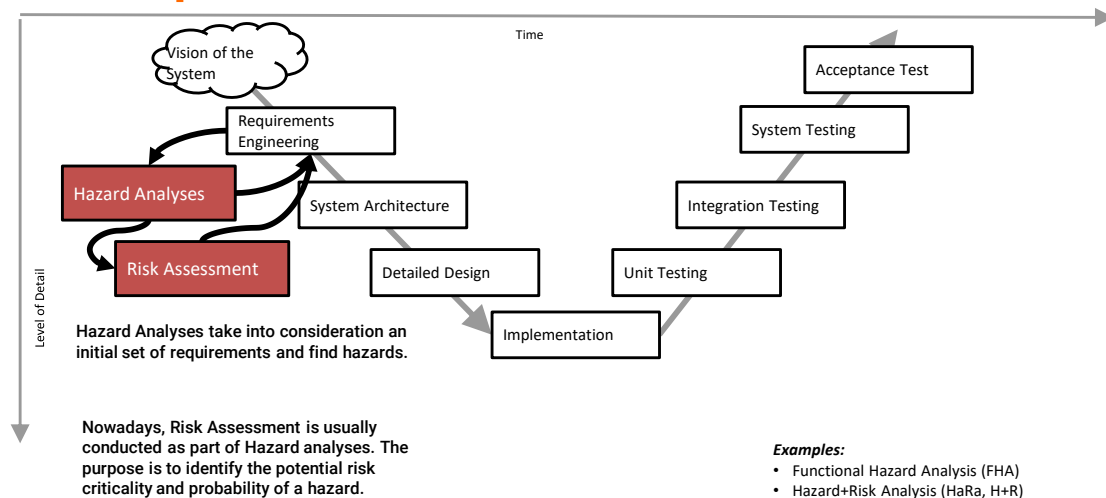 Time
Vision of the
System
Requirements
Engineering
Hazard Analyses
System Architecture
Risk Assessment
Detailed Design
Implementation
Unit Testing
Integration Testing
System Testing
Acceptance Test
Level of Detail
Hazard Analyses take into consideration an
initial set of requirements and find hazards.
Nowadays, Risk Assessment is usually
conducted as part of Hazard analyses. The
purpose is to identify the potential risk
criticality and probability of a hazard.
Examples:
• Functional Hazard Analysis (FHA)
• Hazard+Risk Analysis (HaRa, H+R)